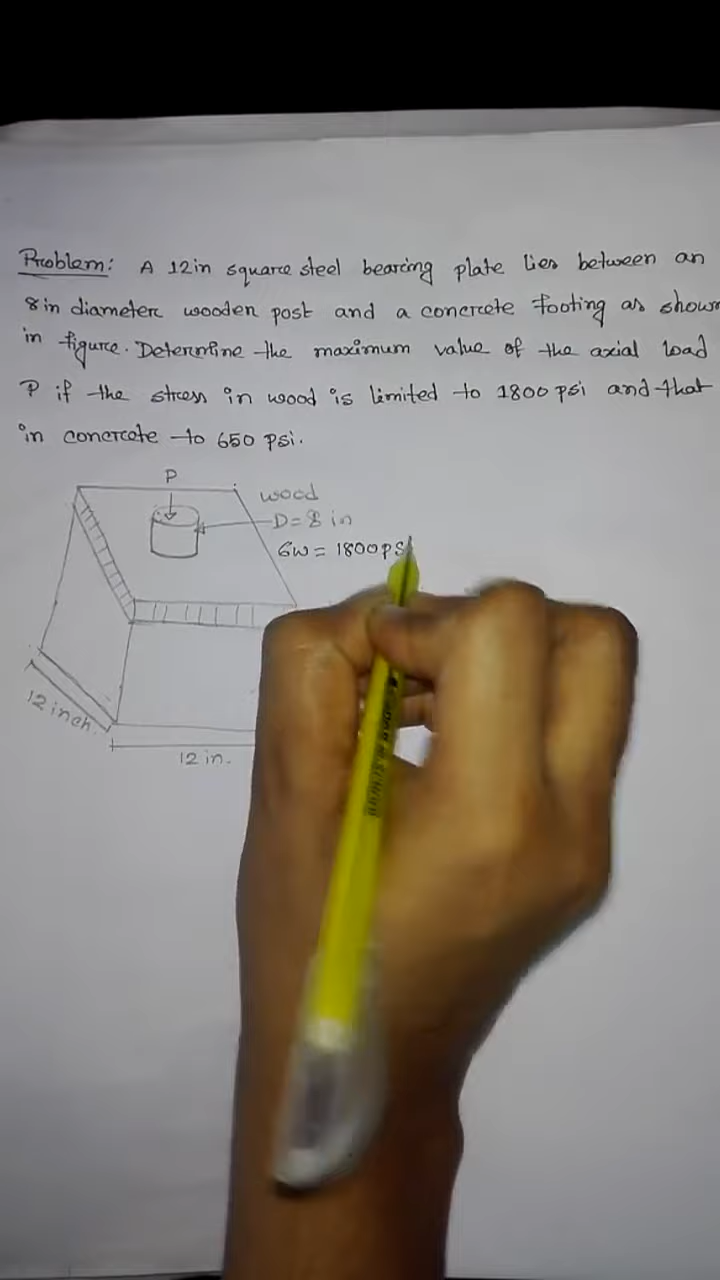 Problem: A 12in square steel bearing plate lies between an
8in diameter wooden post and a concrete footing as shown
in figure. Determine the maximum value of the axial load
P if the stress in wood is limited to 1800 psi and that
in concrete to 650 psi.
P
wood
D = 8 in
σw = 1800 psi
12 inch.
12 in.